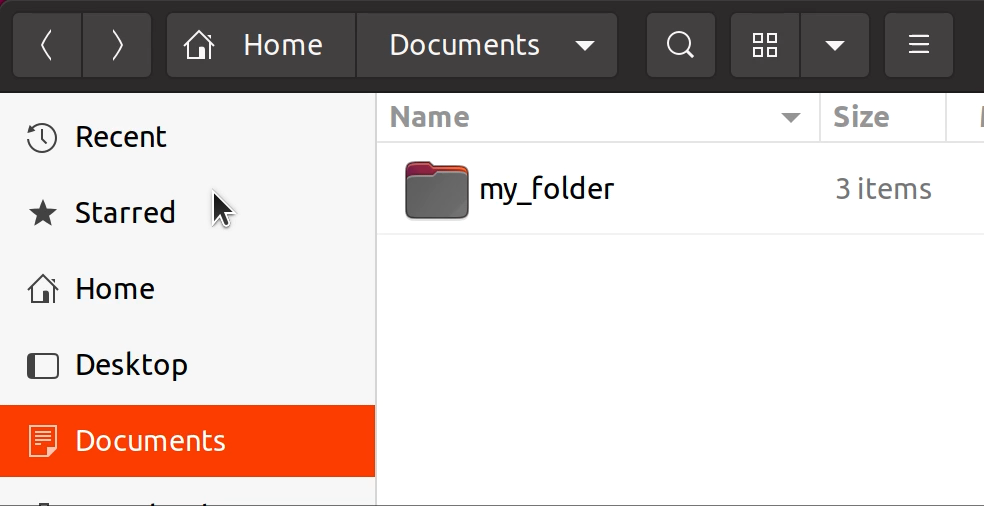 Home Documents
Name Size
Recent
my_folder 3 items
Starred
Home
Desktop
Documents